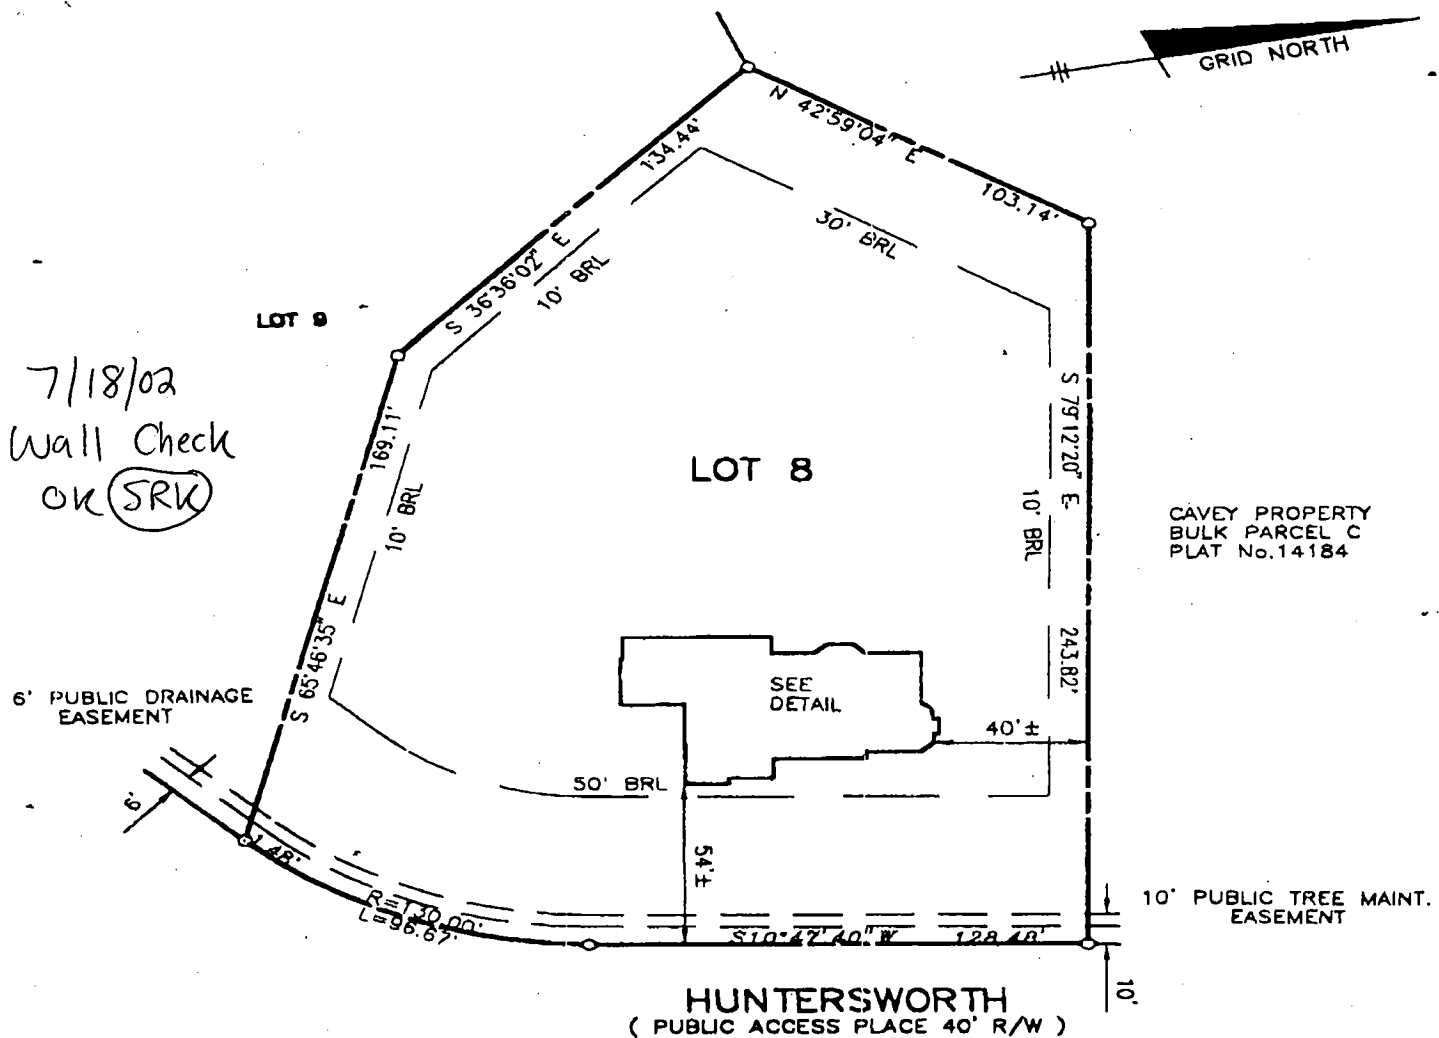 GRID NORTH
N 42°59'04" E
103.14'
134.44'
S 36°36'02" E
10' BRL
30' BRL
LOT 9
7/18/02
Wall Check
OK SRK
169.11'
10' BRL
S 65°46'35" E
LOT 8
S 79°12'20" E
10' BRL
243.82'
CAVEY PROPERTY
BULK PARCEL C
PLAT No.14184
6' PUBLIC DRAINAGE
EASEMENT
6'
SEE
DETAIL
40'±
50' BRL
54'±
1.48'
R=130.00'
L=96.67'
S10°47'40"W 128.48'
10' PUBLIC TREE MAINT.
EASEMENT
10'
HUNTERSWORTH
( PUBLIC ACCESS PLACE 40' R/W )